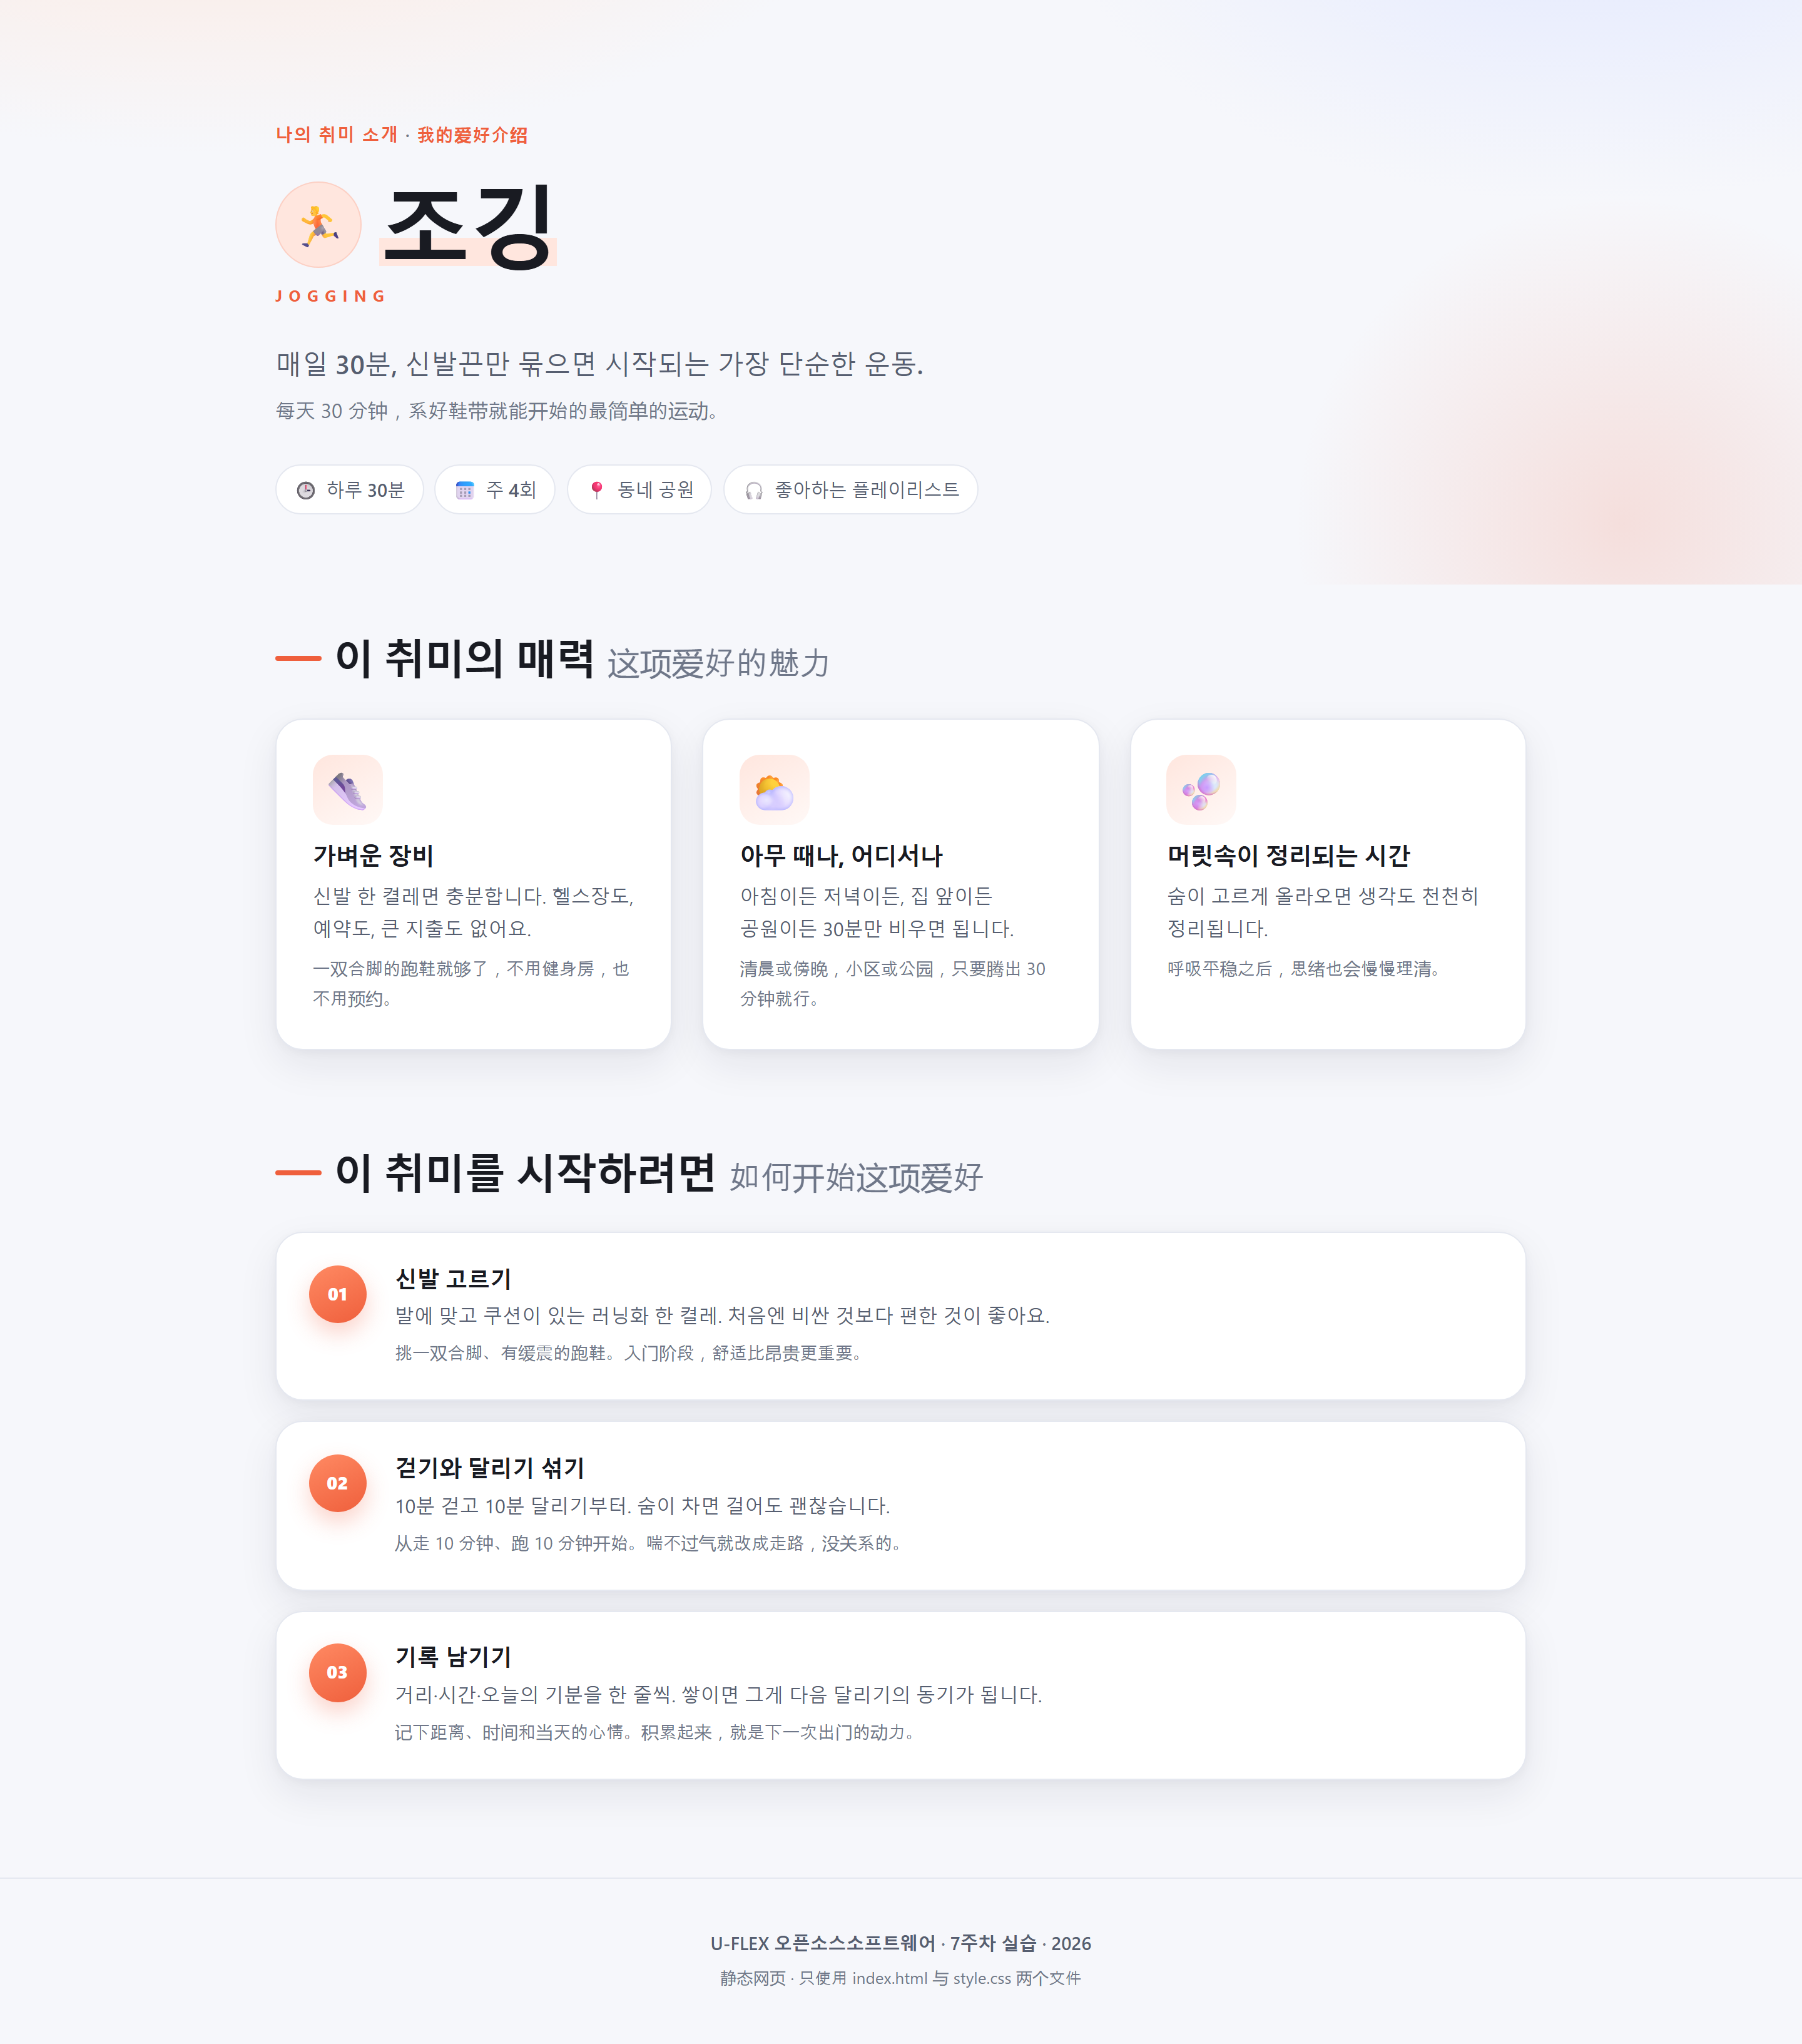 나의 취미 소개 · 我的爱好介绍
조깅
JOGGING
매일 30분, 신발끈만 묶으면 시작되는 가장 단순한 운동.
每天 30 分钟，系好鞋带就能开始的最简单的运动。
하루 30분
주 4회
동네 공원
좋아하는 플레이리스트
이 취미의 매력 这项爱好的魅力
가벼운 장비
신발 한 켤레면 충분합니다. 헬스장도,
예약도, 큰 지출도 없어요.
一双合脚的跑鞋就够了，不用健身房，也
不用预约。
아무 때나, 어디서나
아침이든 저녁이든, 집 앞이든
공원이든 30분만 비우면 됩니다.
清晨或傍晚，小区或公园，只要腾出 30
分钟就行。
머릿속이 정리되는 시간
숨이 고르게 올라오면 생각도 천천히
정리됩니다.
呼吸平稳之后，思绪也会慢慢理清。
이 취미를 시작하려면 如何开始这项爱好
01
신발 고르기
발에 맞고 쿠션이 있는 러닝화 한 켤레. 처음엔 비싼 것보다 편한 것이 좋아요.
挑一双合脚、有缓震的跑鞋。入门阶段，舒适比昂贵更重要。
02
걷기와 달리기 섞기
10분 걷고 10분 달리기부터. 숨이 차면 걸어도 괜찮습니다.
从走 10 分钟、跑 10 分钟开始。喘不过气就改成走路，没关系的。
03
기록 남기기
거리·시간·오늘의 기분을 한 줄씩. 쌓이면 그게 다음 달리기의 동기가 됩니다.
记下距离、时间和当天的心情。积累起来，就是下一次出门的动力。
U-FLEX 오픈소스소프트웨어 · 7주차 실습 · 2026
静态网页 · 只使用 index.html 与 style.css 两个文件